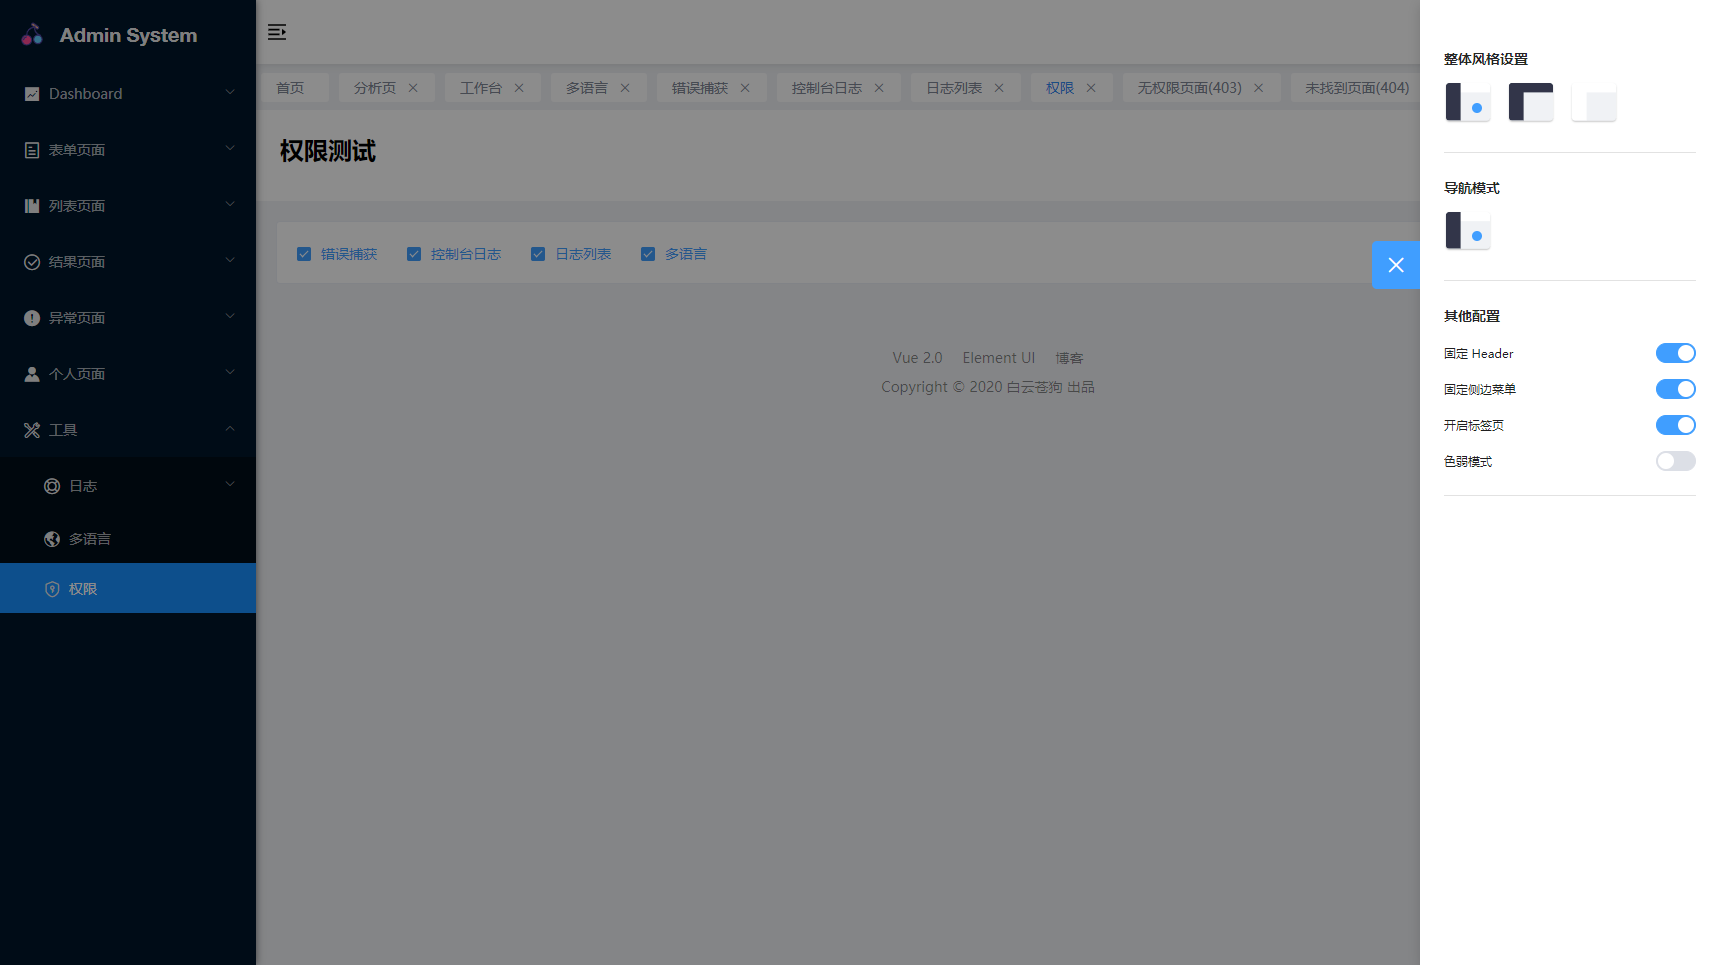 Admin System
Dashboard
表单页面
列表页面
结果页面
异常页面
个人页面
工具
日志
多语言
权限
首页 分析页 工作台 多语言 错误捕获 控制台日志 日志列表 权限 无权限页面(403) 未找到页面(404)
权限测试
错误捕获 控制台日志 日志列表 多语言
Vue 2.0 Element UI 博客
Copyright © 2020 白云苍狗 出品
整体风格设置
导航模式
其他配置
固定 Header
固定侧边菜单
开启标签页
色弱模式